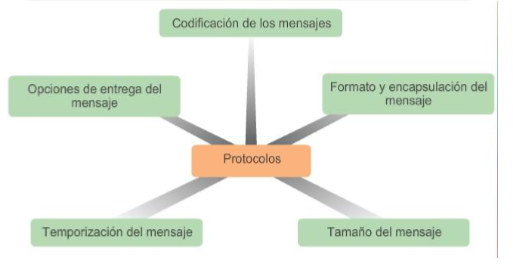 Codificación de los mensajes
Opciones de entrega del
mensaje
Formato y encapsulación del
mensaje
Protocolos
Temporización del mensaje
Tamaño del mensaje